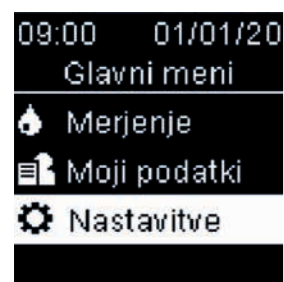 09:00 01/01/20
Glavni meni
Merjenje
Moji podatki
Nastavitve